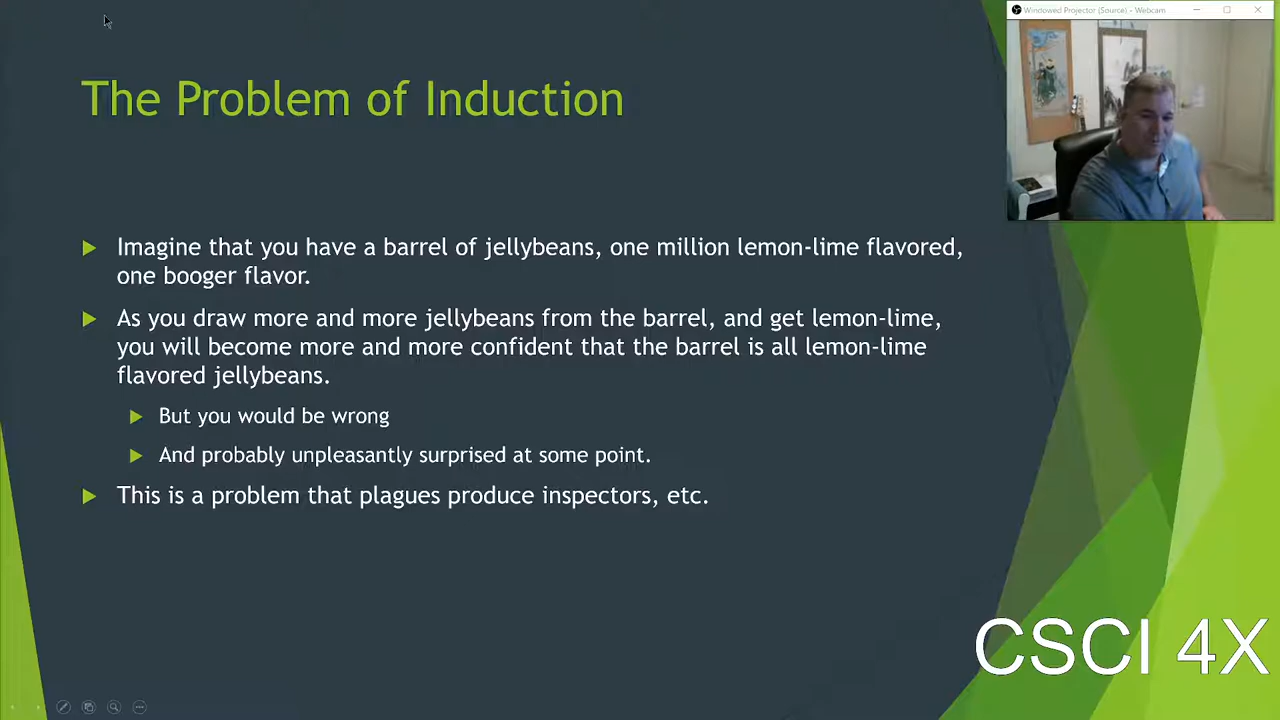 Windowed Projector (Source) - Webcam
The Problem of Induction
Imagine that you have a barrel of jellybeans, one million lemon-lime flavored,
one booger flavor.
As you draw more and more jellybeans from the barrel, and get lemon-lime,
you will become more and more confident that the barrel is all lemon-lime
flavored jellybeans.
But you would be wrong
And probably unpleasantly surprised at some point.
This is a problem that plagues produce inspectors, etc.
CSCI 4X